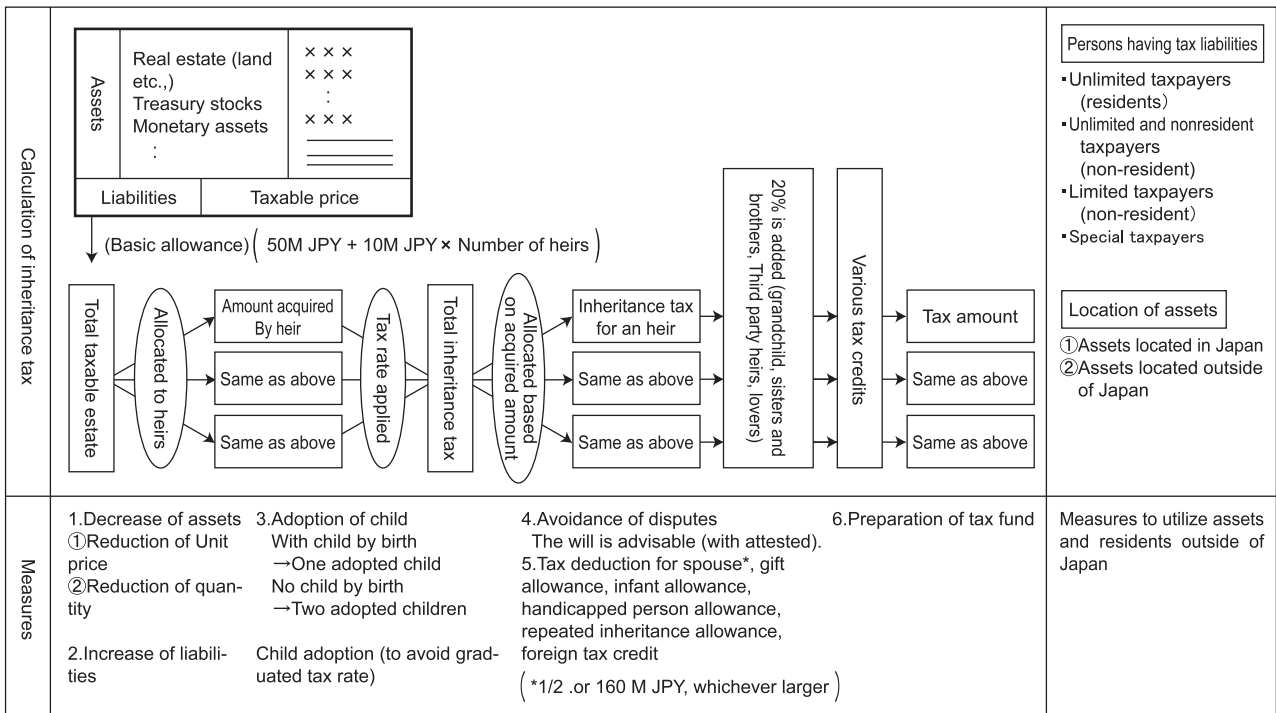 Calculation of inheritance tax
Assets
Real estate (land
etc.,)
Treasury stocks
Monetary assets
:
× × ×
× × ×
:
× × ×
Liabilities
Taxable price
(Basic allowance) ( 50M JPY + 10M JPY × Number of heirs )
Total taxable estate
Allocated to heirs
Amount acquired
By heir
Same as above
Same as above
Tax rate applied
Total inheritance tax
Allocated based
on acquired amount
Inheritance tax
for an heir
Same as above
Same as above
20% is added (grandchild, sisters and
brothers, Third party heirs, lovers)
Various tax credits
Tax amount
Same as above
Same as above
Persons having tax liabilities
・Unlimited taxpayers
(residents)
・Unlimited and nonresident
taxpayers
(non-resident)
・Limited taxpayers
(non-resident)
・Special taxpayers
Location of assets
①Assets located in Japan
②Assets located outside
of Japan
Measures
1.Decrease of assets
①Reduction of Unit
price
②Reduction of quan-
tity
2.Increase of liabili-
ties
3.Adoption of child
With child by birth
→One adopted child
No child by birth
→Two adopted children
Child adoption (to avoid grad-
uated tax rate)
4.Avoidance of disputes
The will is advisable (with attested).
5.Tax deduction for spouse*, gift
allowance, infant allowance,
handicapped person allowance,
repeated inheritance allowance,
foreign tax credit
( *1/2 .or 160 M JPY, whichever larger )
6.Preparation of tax fund
Measures to utilize assets
and residents outside of
Japan